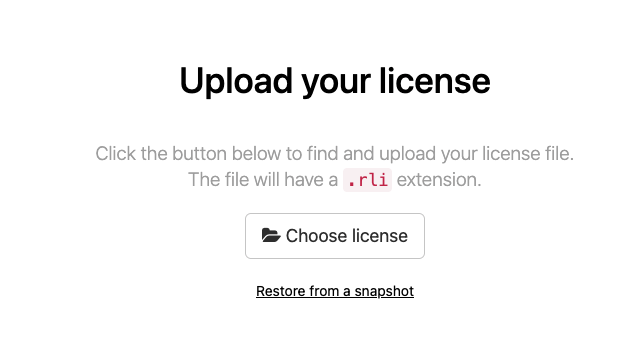 Upload your license
Click the button below to find and upload your license file.
The file will have a .rli extension.
Choose license
Restore from a snapshot